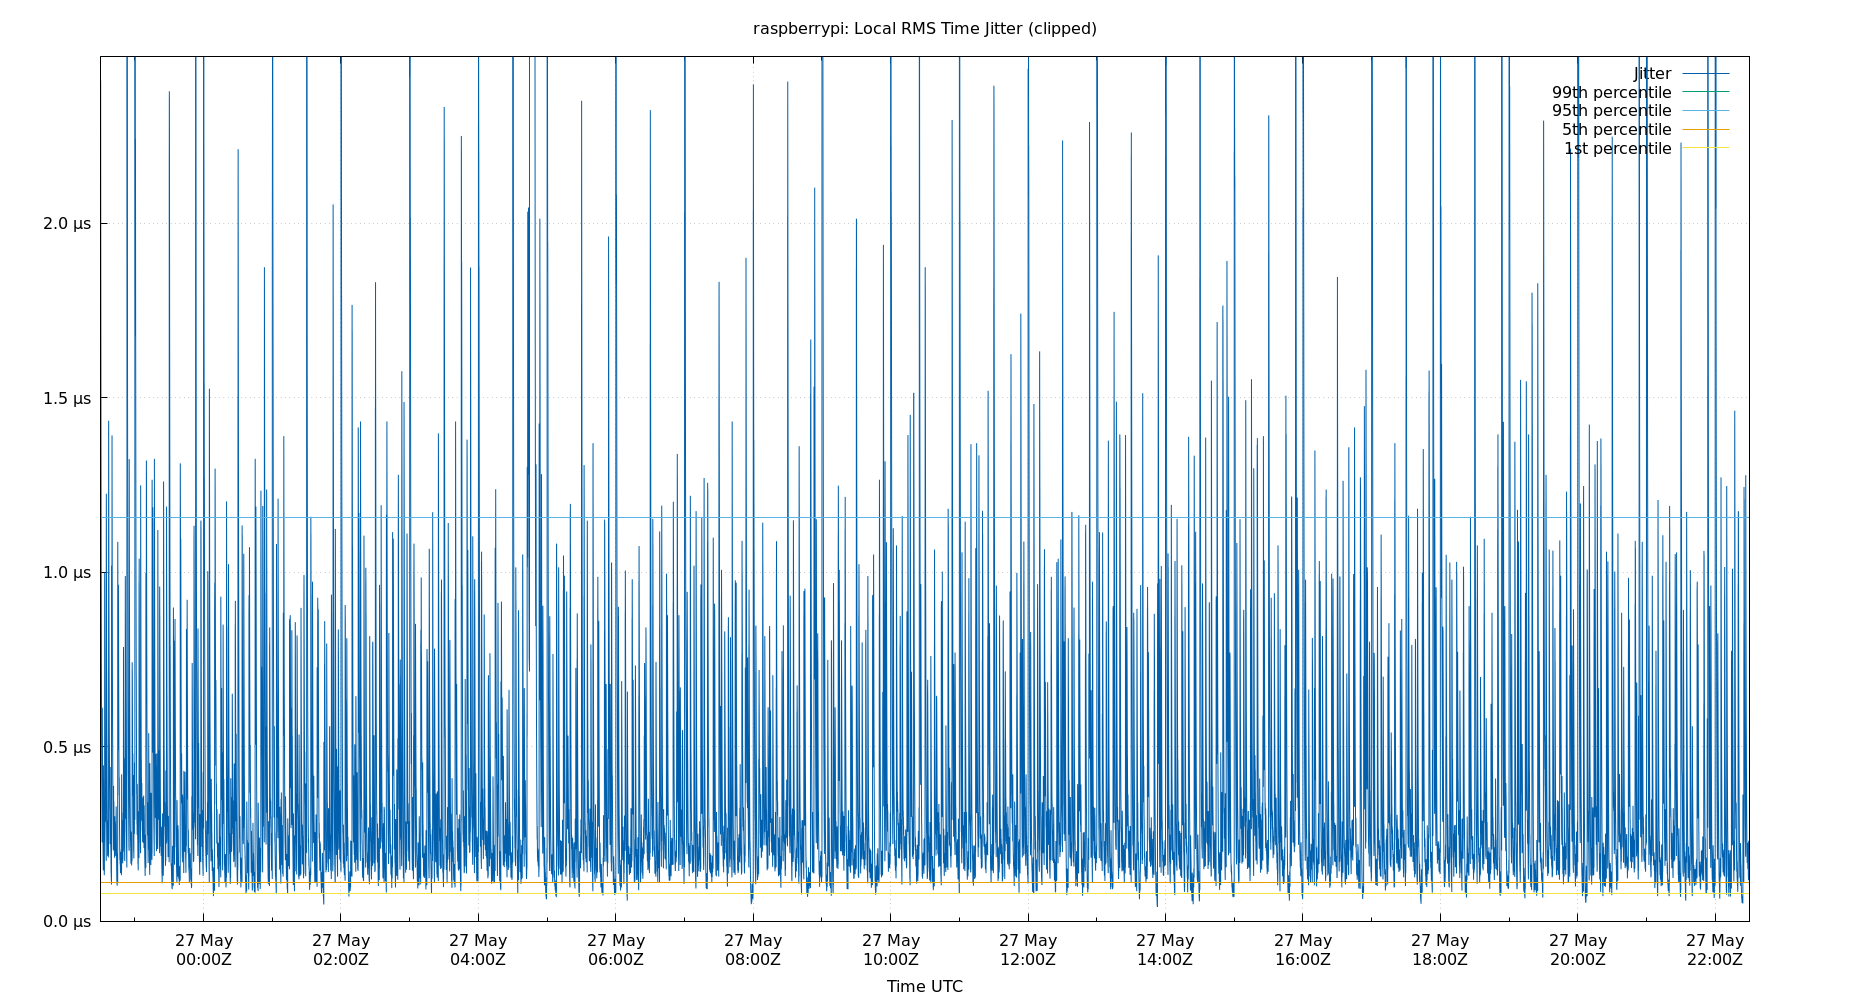 raspberrypi: Local RMS Time Jitter (clipped)
Jitter
99th percentile
95th percentile
5th percentile
1st percentile
2.0 µs
1.5 µs
1.0 µs
0.5 µs
0.0 µs
27 May 27 May 27 May 27 May 27 May 27 May 27 May 27 May 27 May 27 May 27 May 27 May
00:00Z 02:00Z 04:00Z 06:00Z 08:00Z 10:00Z 12:00Z 14:00Z 16:00Z 18:00Z 20:00Z 22:00Z
Time UTC